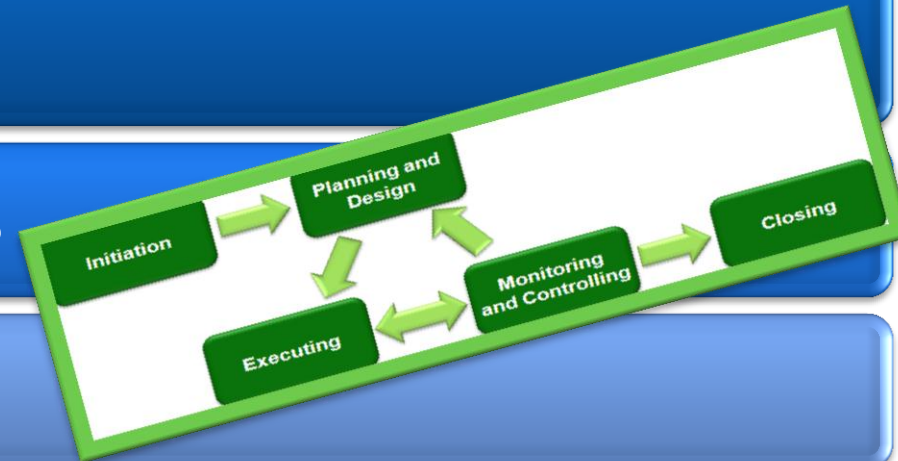 Initiation
Planning and
Design
Executing
Monitoring
and Controlling
Closing